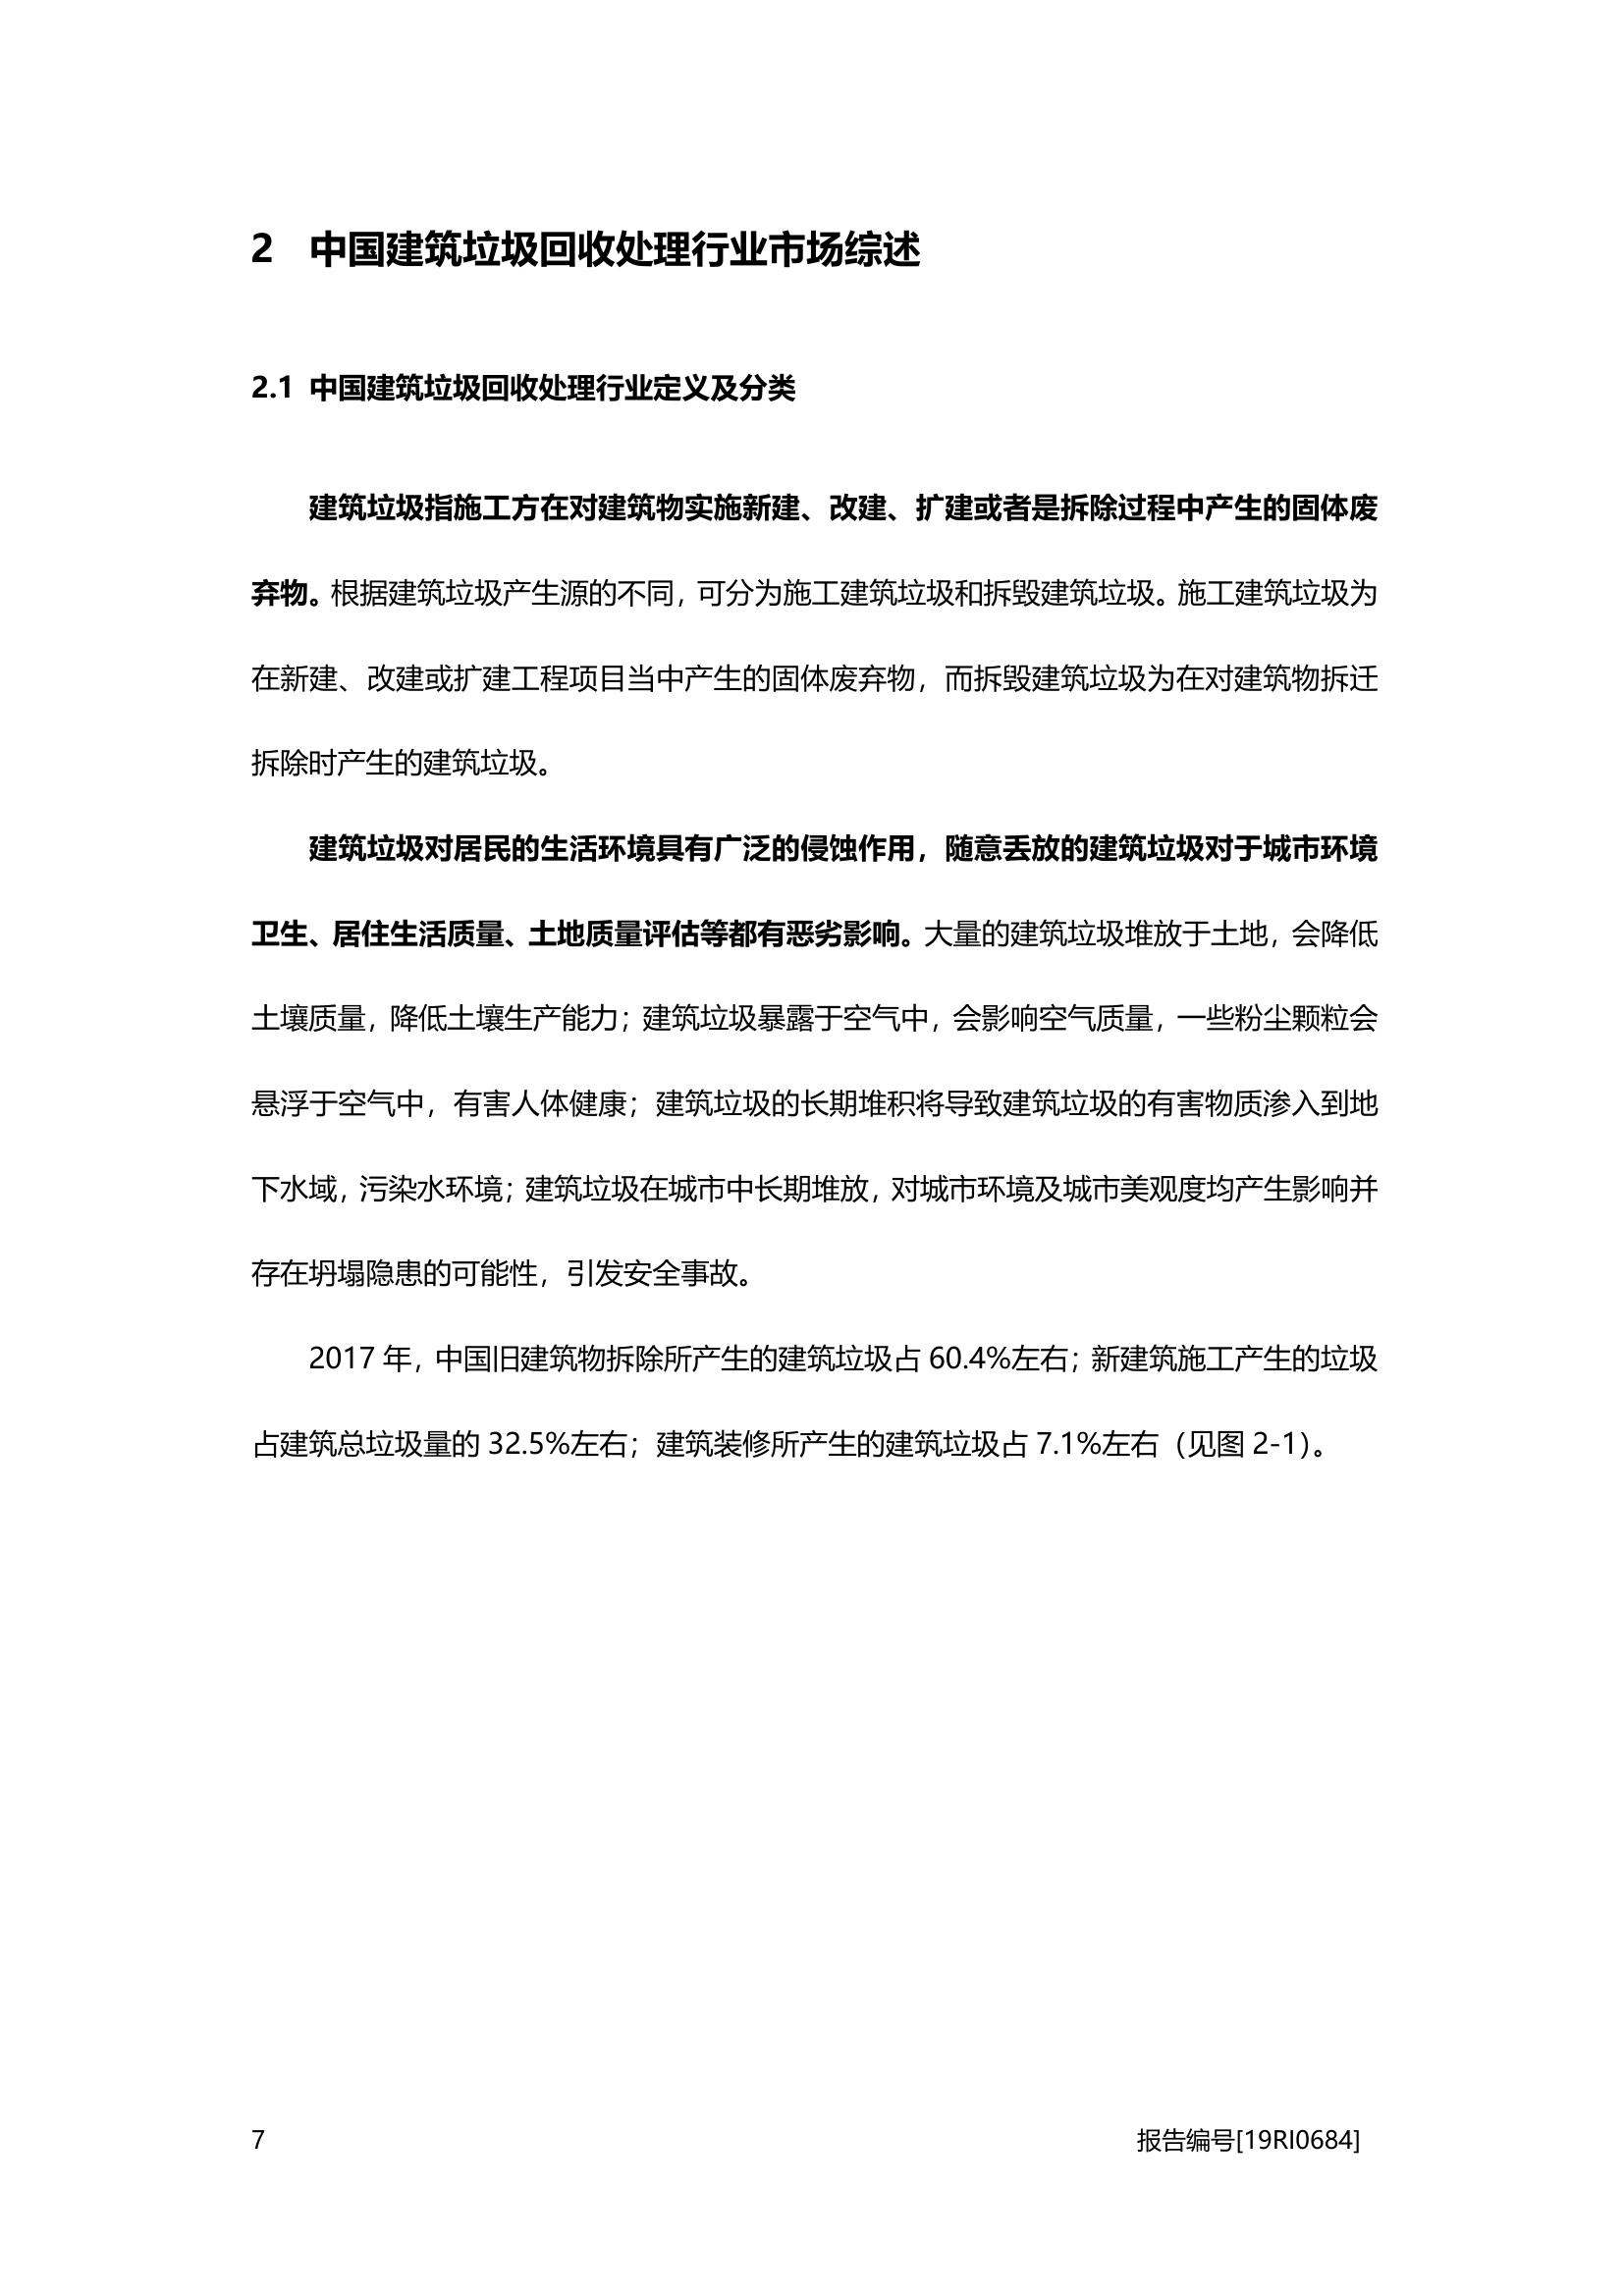 2 中国建筑垃圾回收处理行业市场综述
2.1 中国建筑垃圾回收处理行业定义及分类
建筑垃圾指施工方在对建筑物实施新建、改建、扩建或者是拆除过程中产生的固体废
弃物。根据建筑垃圾产生源的不同，可分为施工建筑垃圾和拆毁建筑垃圾。施工建筑垃圾为
在新建、改建或扩建工程项目当中产生的固体废弃物，而拆毁建筑垃圾为在对建筑物拆迁
拆除时产生的建筑垃圾。
建筑垃圾对居民的生活环境具有广泛的侵蚀作用，随意丢放的建筑垃圾对于城市环境
卫生、居住生活质量、土地质量评估等都有恶劣影响。大量的建筑垃圾堆放于土地，会降低
土壤质量，降低土壤生产能力；建筑垃圾暴露于空气中，会影响空气质量，一些粉尘颗粒会
悬浮于空气中，有害人体健康；建筑垃圾的长期堆积将导致建筑垃圾的有害物质渗入到地
下水域，污染水环境；建筑垃圾在城市中长期堆放，对城市环境及城市美观度均产生影响并
存在坍塌隐患的可能性，引发安全事故。
2017 年，中国旧建筑物拆除所产生的建筑垃圾占 60.4%左右；新建筑施工产生的垃圾
占建筑总垃圾量的 32.5%左右；建筑装修所产生的建筑垃圾占 7.1%左右（见图 2-1）。
7 报告编号[19RI0684]